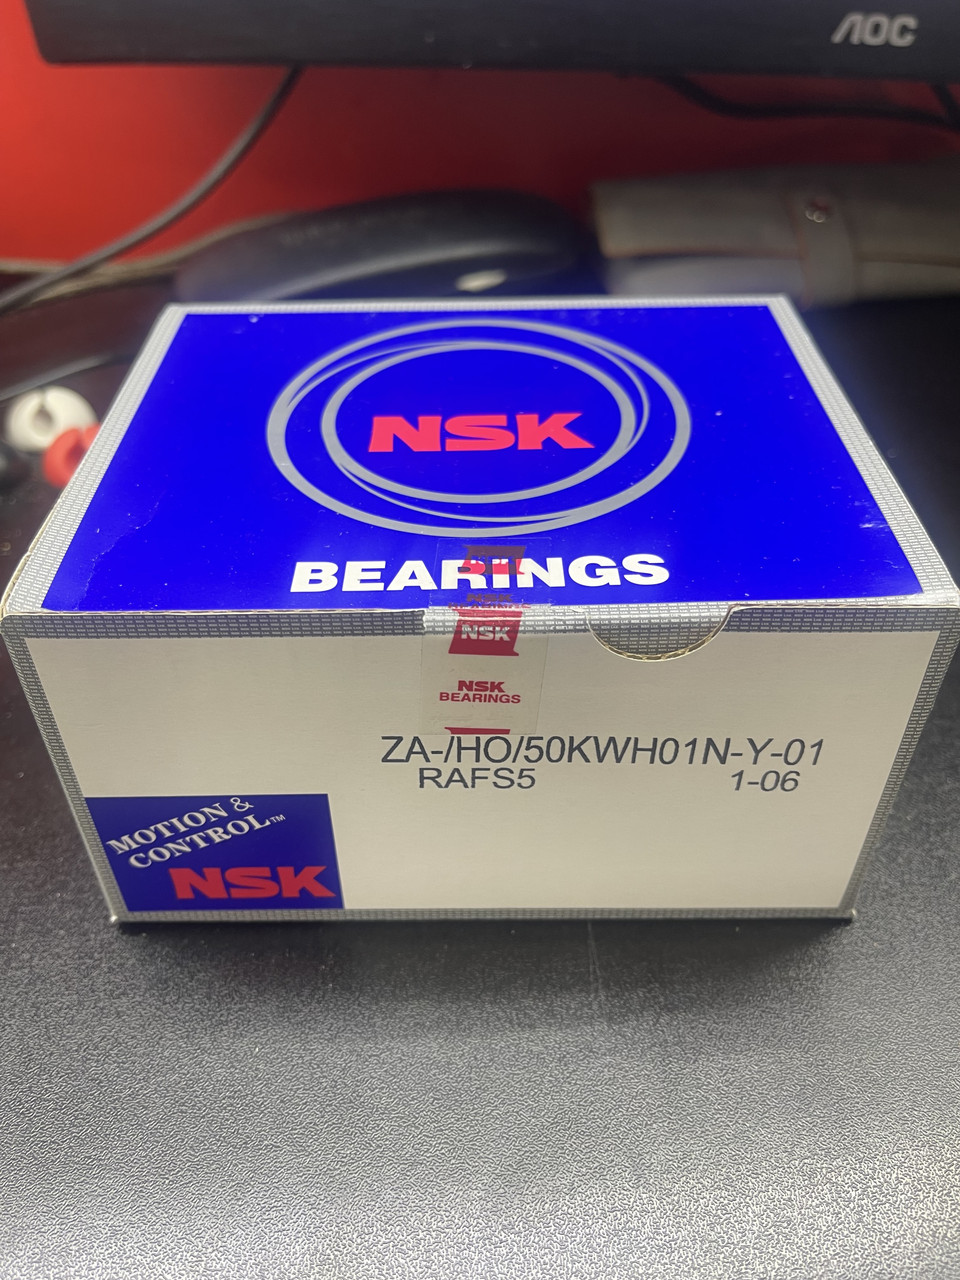 AOC
NSK
BEARINGS
NSK
NSK
BEARINGS
ZA-/HO/50KWH01N-Y-01
RAFS5 1-06
MOTION &
CONTROL™
NSK